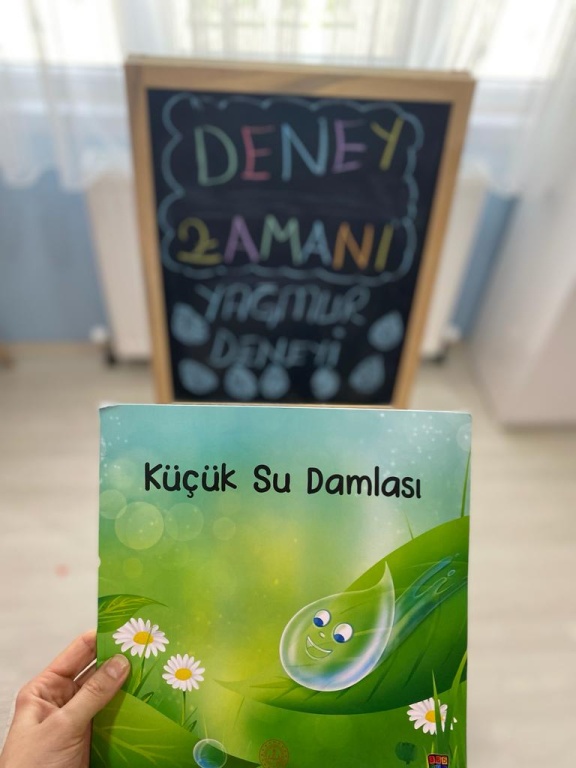 DENEY
ZAMANI
YAĞMUR
DENEYİ
Küçük Su Damlası